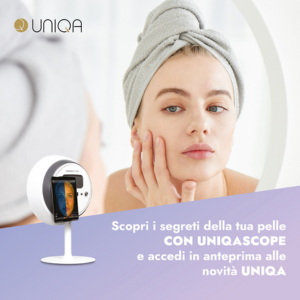 UNIQA
Scopri i segreti della tua pelle
CON UNIQASCOPE
e accedi in anteprima alle
novità UNIQA